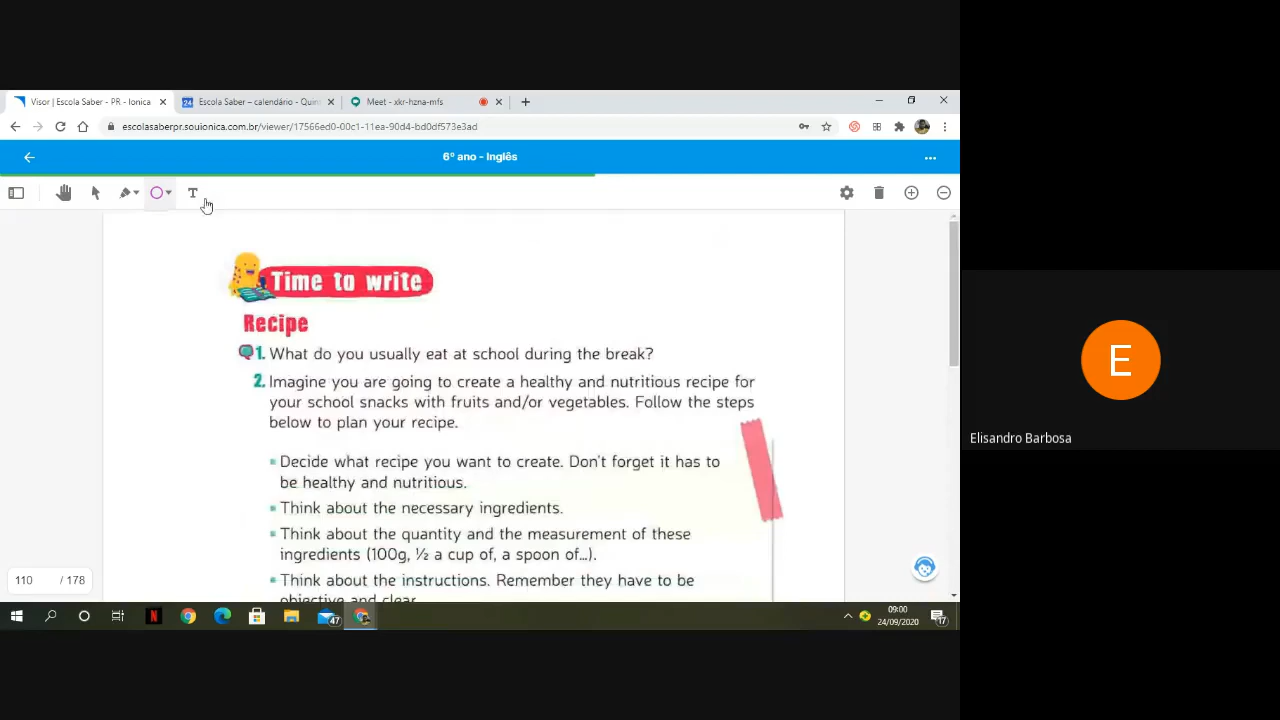 Visor | Escola Saber - PR - Ionica
Escola Saber – calendário - Quin
Meet - xkr-hzna-mfs
escolasaberpr.souionica.com.br/viewer/17566ed0-00c1-11ea-90d4-bd0df573e3ad
6º ano - Inglês
T
Time to write
Recipe
1. What do you usually eat at school during the break?
2. Imagine you are going to create a healthy and nutritious recipe for
your school snacks with fruits and/or vegetables. Follow the steps
below to plan your recipe.
Decide what recipe you want to create. Don't forget it has to
be healthy and nutritious.
Think about the necessary ingredients.
Think about the quantity and the measurement of these
ingredients (100g, ½ a cup of, a spoon of...).
Think about the instructions. Remember they have to be
objective and clear.
110 / 178
E
Elisandro Barbosa
47
09:00
24/09/2020
17